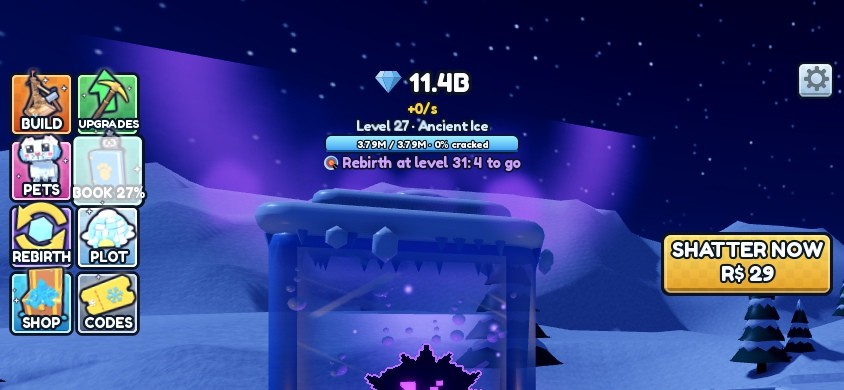 11.4B
+0/s
Level 27 · Ancient Ice
3.79M / 3.79M · 0% cracked
Rebirth at level 31: 4 to go
BUILD
UPGRADES
PETS
BOOK 27%
REBIRTH
PLOT
SHOP
CODES
SHATTER NOW
R$ 29